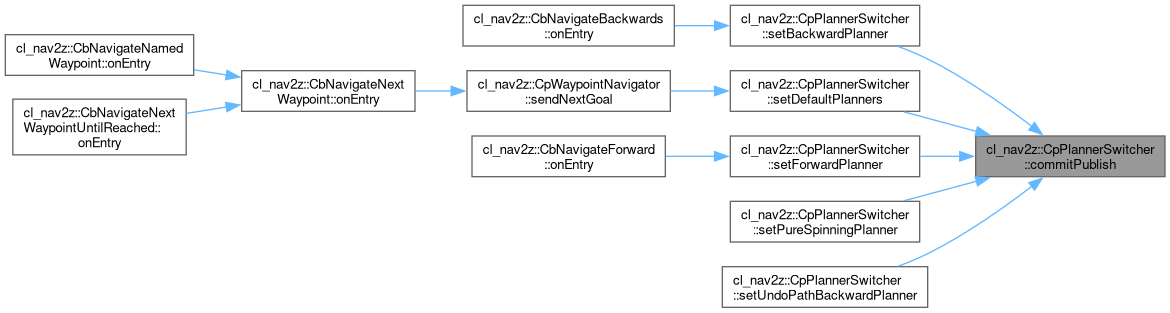 cl_nav2z::CbNavigateNamed
Waypoint::onEntry
cl_nav2z::CbNavigateNext
WaypointUntilReached::
onEntry
cl_nav2z::CbNavigateNext
Waypoint::onEntry
cl_nav2z::CbNavigateBackwards
::onEntry
cl_nav2z::CpWaypointNavigator
::sendNextGoal
cl_nav2z::CbNavigateForward
::onEntry
cl_nav2z::CpPlannerSwitcher
::setBackwardPlanner
cl_nav2z::CpPlannerSwitcher
::setDefaultPlanners
cl_nav2z::CpPlannerSwitcher
::setForwardPlanner
cl_nav2z::CpPlannerSwitcher
::setPureSpinningPlanner
cl_nav2z::CpPlannerSwitcher
::setUndoPathBackwardPlanner
cl_nav2z::CpPlannerSwitcher
::commitPublish